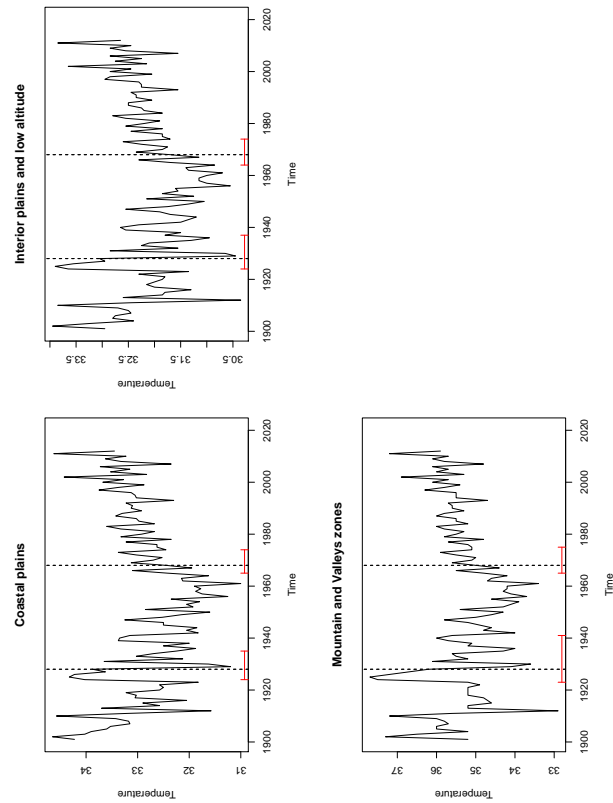 Coastal plains
Temperature
34
33
32
31
1900 1920 1940 1960 1980 2000 2020
Time
Interior plains and low altitude
Temperature
33.5
32.5
31.5
30.5
1900 1920 1940 1960 1980 2000 2020
Time
Mountain and Valleys zones
Temperature
37
36
35
34
33
1900 1920 1940 1960 1980 2000 2020
Time